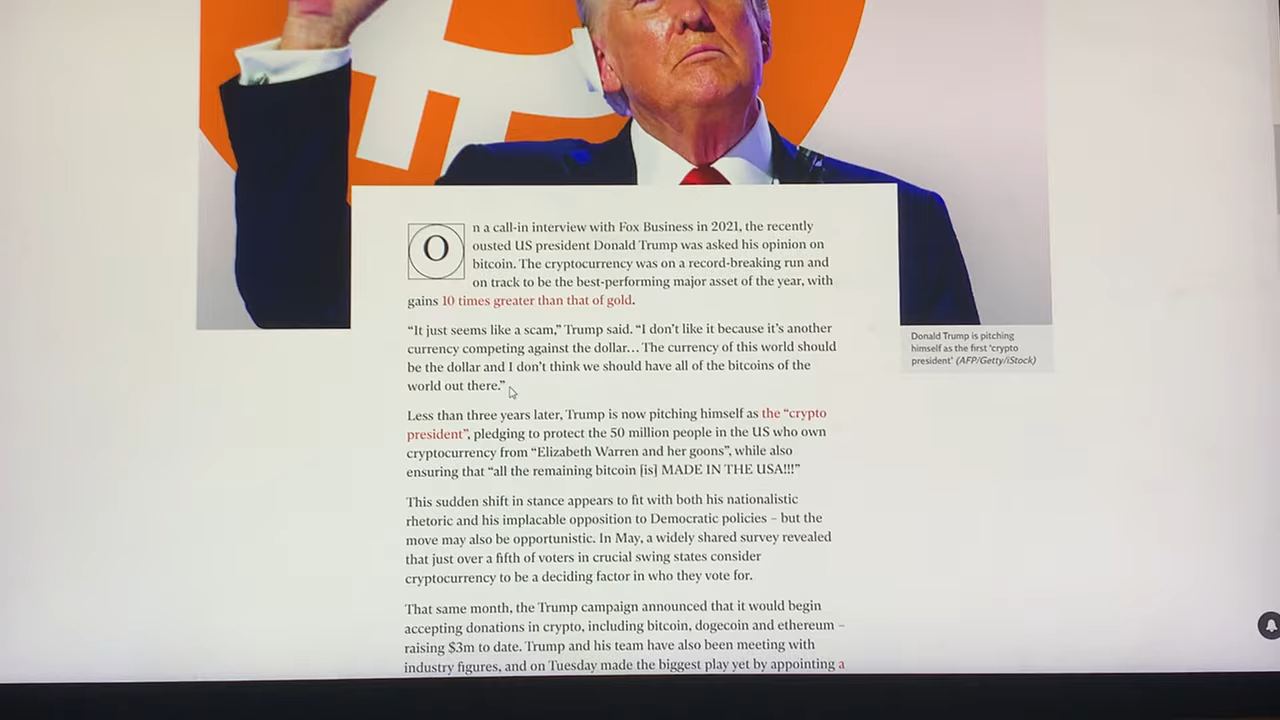 On a call-in interview with Fox Business in 2021, the recently
ousted US president Donald Trump was asked his opinion on
bitcoin. The cryptocurrency was on a record-breaking run and
on track to be the best-performing major asset of the year, with
gains 10 times greater than that of gold.
“It just seems like a scam,” Trump said. “I don’t like it because it’s another
currency competing against the dollar… The currency of this world should
be the dollar and I don’t think we should have all of the bitcoins of the
world out there.”
Less than three years later, Trump is now pitching himself as the “crypto
president”, pledging to protect the 50 million people in the US who own
cryptocurrency from “Elizabeth Warren and her goons”, while also
ensuring that “all the remaining bitcoin [is] MADE IN THE USA!!!”
This sudden shift in stance appears to fit with both his nationalistic
rhetoric and his implacable opposition to Democratic policies – but the
move may also be opportunistic. In May, a widely shared survey revealed
that just over a fifth of voters in crucial swing states consider
cryptocurrency to be a deciding factor in who they vote for.
That same month, the Trump campaign announced that it would begin
accepting donations in crypto, including bitcoin, dogecoin and ethereum –
raising $3m to date. Trump and his team have also been meeting with
industry figures, and on Tuesday made the biggest play yet by appointing a
Donald Trump is pitching
himself as the first ‘crypto
president’ (AFP/Getty/iStock)